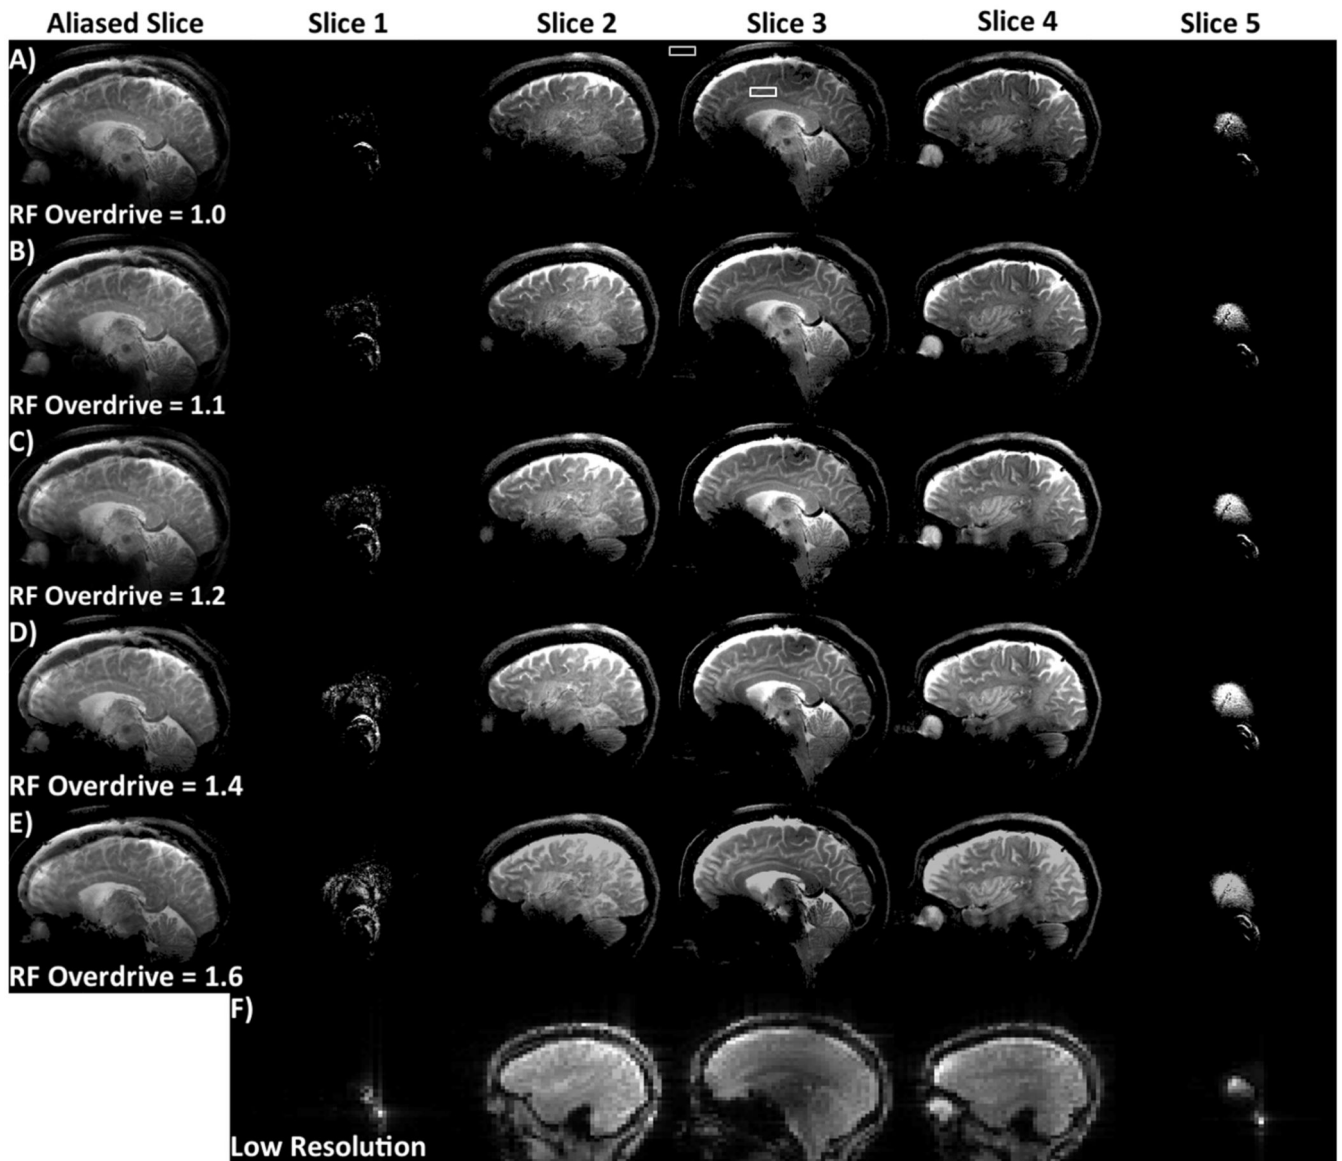 Aliased Slice Slice 1 Slice 2 Slice 3 Slice 4 Slice 5
A)
RF Overdrive = 1.0
B)
RF Overdrive = 1.1
C)
RF Overdrive = 1.2
D)
RF Overdrive = 1.4
E)
RF Overdrive = 1.6
F)
Low Resolution